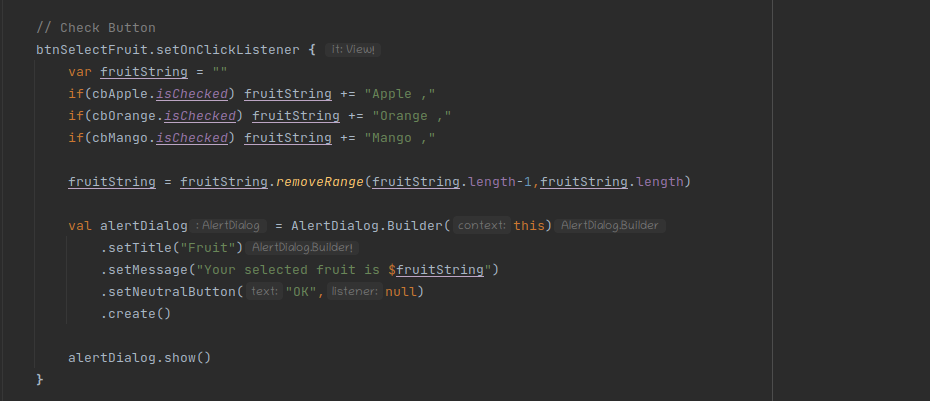 // Check Button
btnSelectFruit.setOnClickListener { It: View!
var fruitString = ""
if(cbApple.isChecked) fruitString += "Apple ,"
if(cbOrange.isChecked) fruitString += "Orange ,"
if(cbMango.isChecked) fruitString += "Mango ,"
fruitString = fruitString.removeRange(fruitString.length-1,fruitString.length)
val alertDialog : AlertDialog = AlertDialog.Builder( context: this) AlertDialog.Builder
.setTitle("Fruit") AlertDialog.Builder!
.setMessage("Your selected fruit is $fruitString")
.setNeutralButton( text: "OK", listener: null)
.create()
alertDialog.show()
}